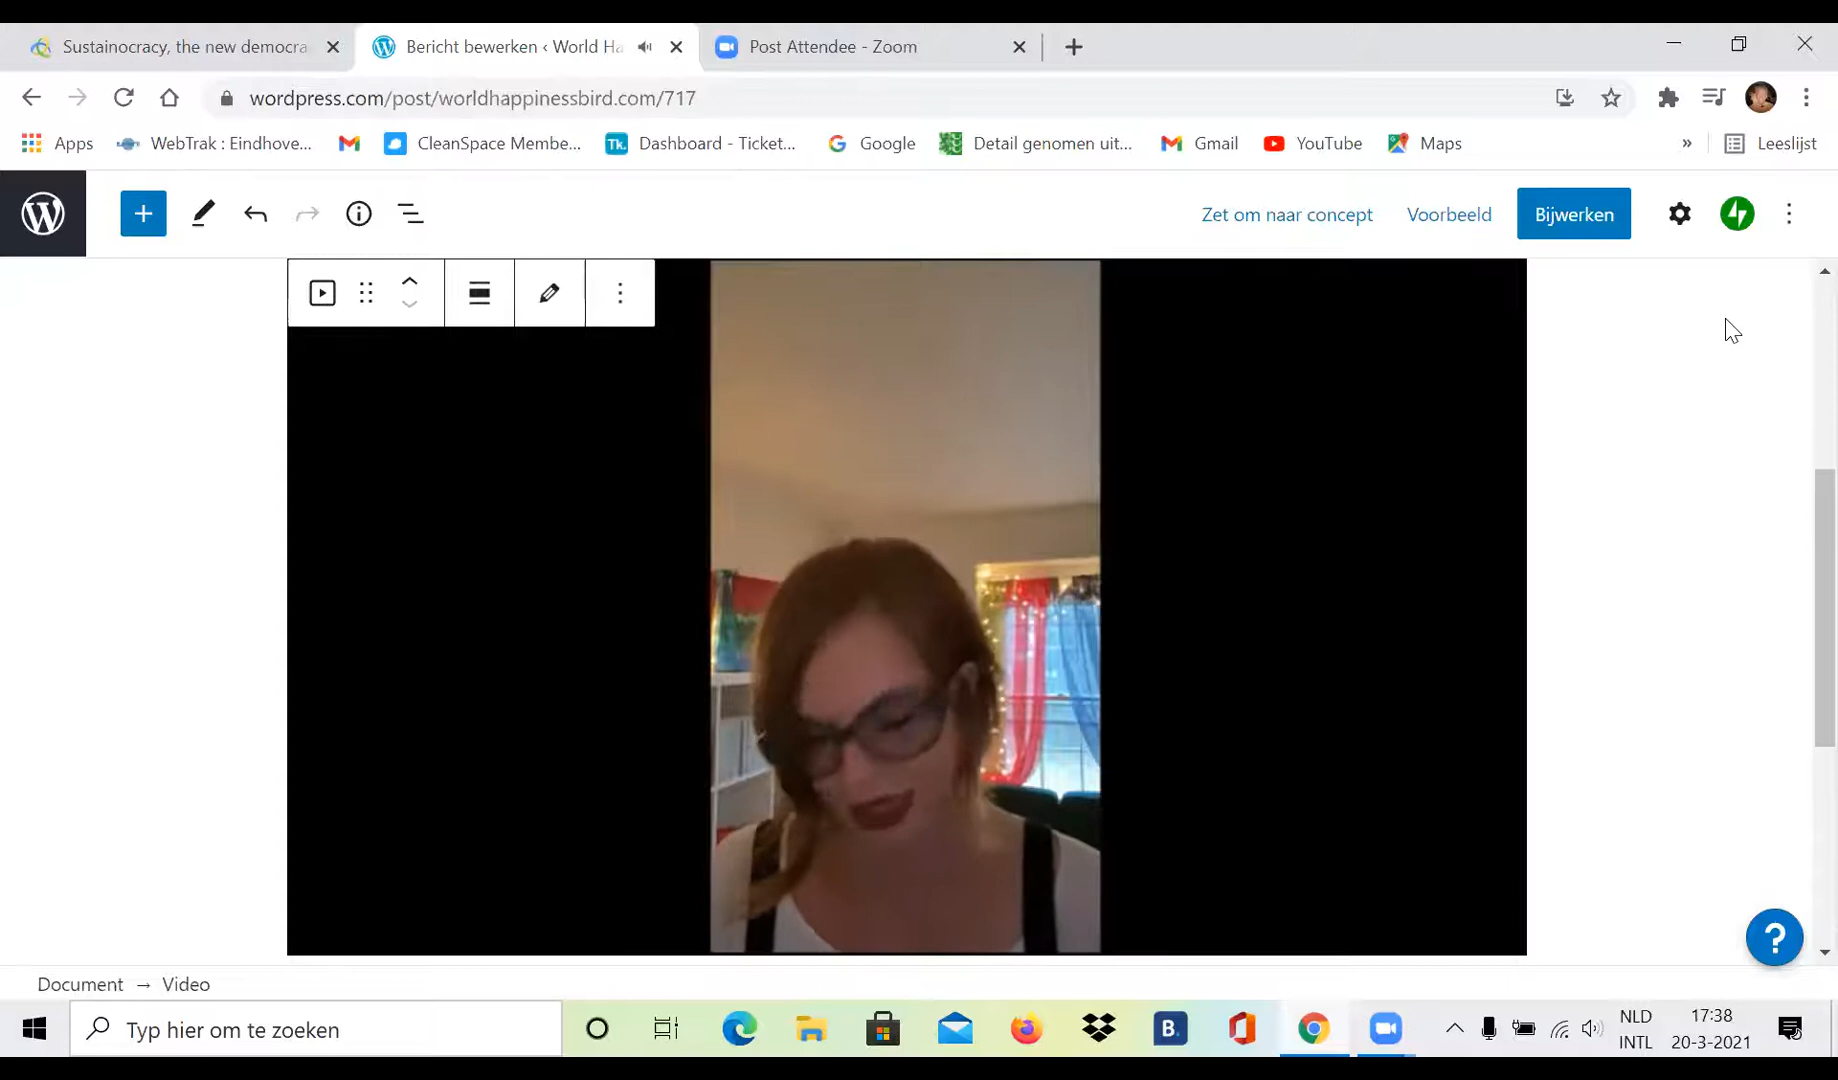 Sustainocracy, the new democra
Bericht bewerken ‹ World Ha
Post Attendee - Zoom
wordpress.com/post/worldhappinessbird.com/717
Apps
WebTrak : Eindhove...
CleanSpace Membe...
Tk.
Dashboard - Ticket...
Google
Detail genomen uit...
Gmail
YouTube
Maps
»
Leeslijst
Zet om naar concept
Voorbeeld
Bijwerken
Document → Video
Typ hier om te zoeken
B.
NLD
INTL
17:38
20-3-2021